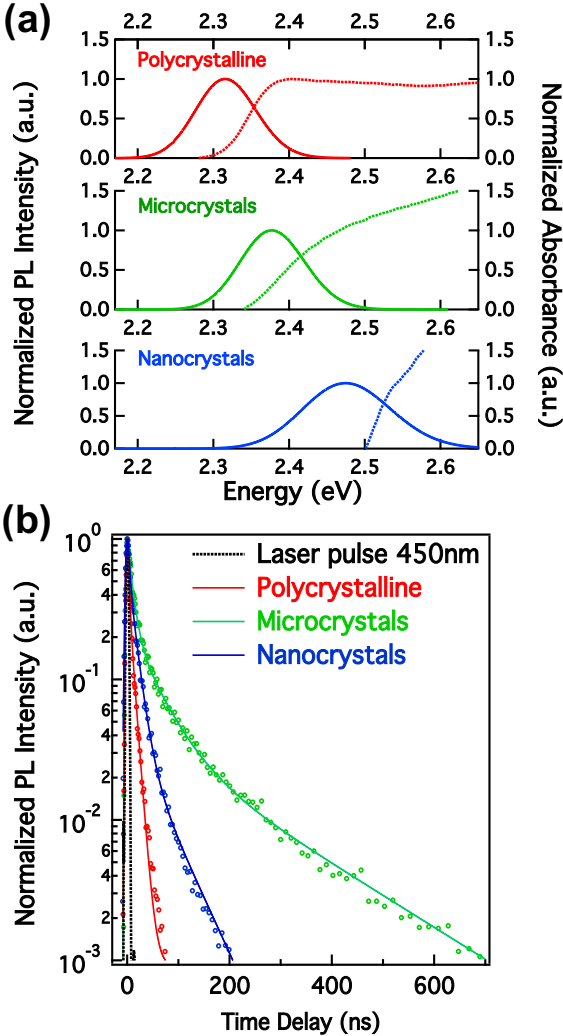 (a)
2.2 2.3 2.4 2.5 2.6
Normalized PL Intensity (a.u.)
Normalized Absorbance (a.u.)
1.5 Polycrystalline 1.5
1.0 1.0
0.5 0.5
0.0 0.0
2.2 2.3 2.4 2.5 2.6
1.5 Microcrystals 1.5
1.0 1.0
0.5 0.5
0.0 0.0
2.2 2.3 2.4 2.5 2.6
1.5 Nanocrystals 1.5
1.0 1.0
0.5 0.5
0.0 0.0
2.2 2.3 2.4 2.5 2.6
Energy (eV)
(b)
Normalized PL Intensity (a.u.)
10⁰
6
4
2
10⁻¹
6
4
2
10⁻²
6
4
2
10⁻³
Laser pulse 450nm
Polycrystalline
Microcrystals
Nanocrystals
0 200 400 600
Time Delay (ns)